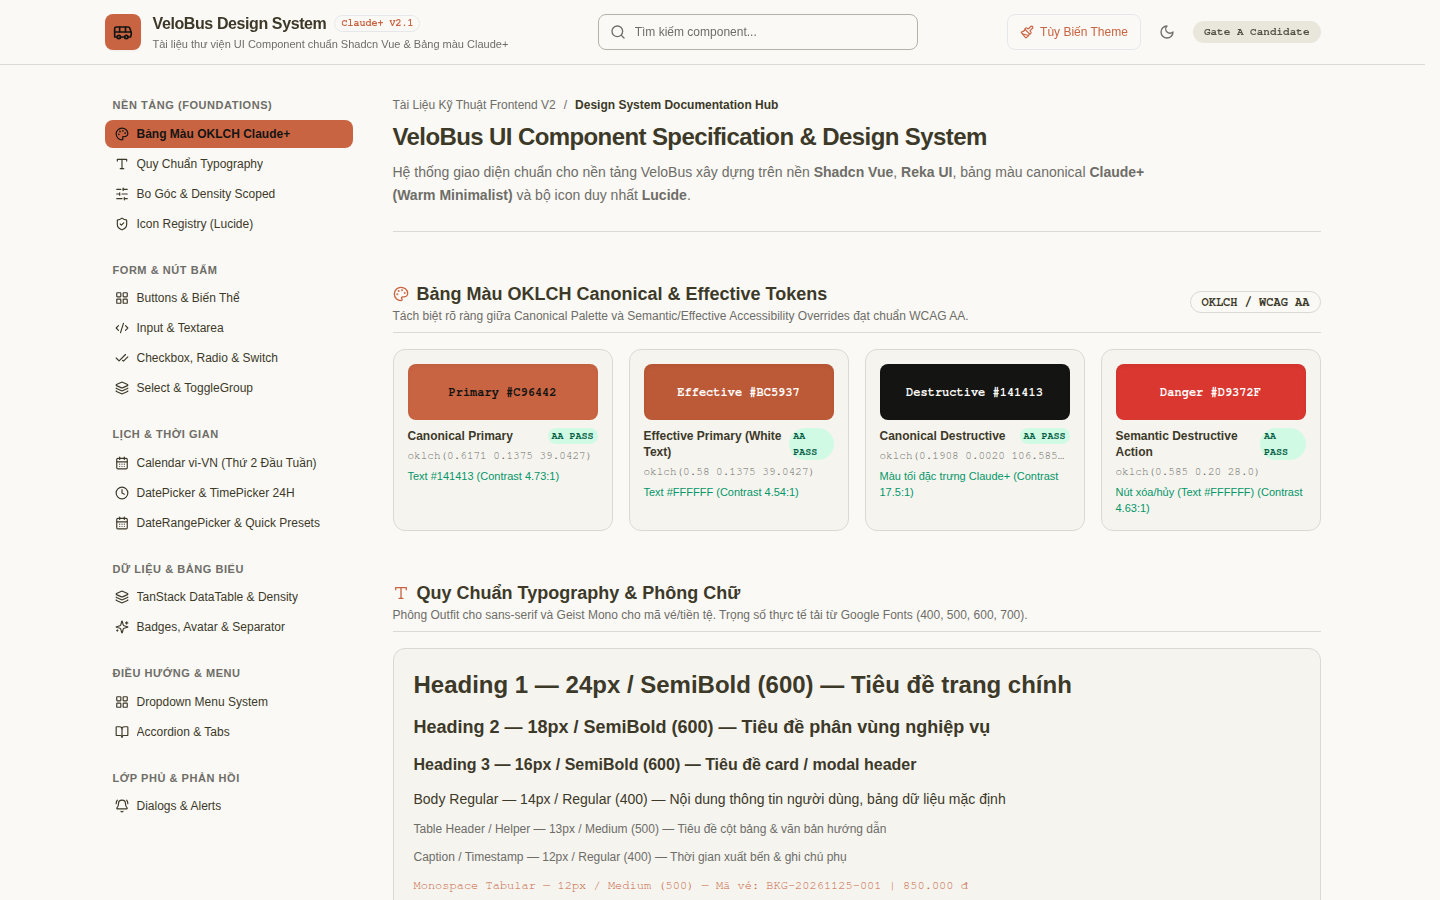 VeloBus Design System Claude+ V2.1
Tài liệu thư viện UI Component chuẩn Shadcn Vue & Bảng màu Claude+
Tìm kiếm component...
Tùy Biến Theme
Gate A Candidate
NỀN TẢNG (FOUNDATIONS)
Bảng Màu OKLCH Claude+
Quy Chuẩn Typography
Bo Góc & Density Scoped
Icon Registry (Lucide)
FORM & NÚT BẤM
Buttons & Biến Thể
Input & Textarea
Checkbox, Radio & Switch
Select & ToggleGroup
LỊCH & THỜI GIAN
Calendar vi-VN (Thứ 2 Đầu Tuần)
DatePicker & TimePicker 24H
DateRangePicker & Quick Presets
DỮ LIỆU & BẢNG BIỂU
TanStack DataTable & Density
Badges, Avatar & Separator
ĐIỀU HƯỚNG & MENU
Dropdown Menu System
Accordion & Tabs
LỚP PHỦ & PHẢN HỒI
Dialogs & Alerts
Tài Liệu Kỹ Thuật Frontend V2 / Design System Documentation Hub
VeloBus UI Component Specification & Design System
Hệ thống giao diện chuẩn cho nền tảng VeloBus xây dựng trên nền Shadcn Vue, Reka UI, bảng màu canonical Claude+
(Warm Minimalist) và bộ icon duy nhất Lucide.
Bảng Màu OKLCH Canonical & Effective Tokens
Tách biệt rõ ràng giữa Canonical Palette và Semantic/Effective Accessibility Overrides đạt chuẩn WCAG AA.
OKLCH / WCAG AA
Primary #C96442
Canonical Primary
AA PASS
oklch(0.6171 0.1375 39.0427)
Text #141413 (Contrast 4.73:1)
Effective #BC5937
Effective Primary (White
Text)
AA
PASS
oklch(0.58 0.1375 39.0427)
Text #FFFFFF (Contrast 4.54:1)
Destructive #141413
Canonical Destructive
AA PASS
oklch(0.1908 0.0020 106.585…
Màu tối đặc trưng Claude+ (Contrast
17.5:1)
Danger #D9372F
Semantic Destructive
Action
AA
PASS
oklch(0.585 0.20 28.0)
Nút xóa/hủy (Text #FFFFFF) (Contrast
4.63:1)
Quy Chuẩn Typography & Phông Chữ
Phông Outfit cho sans-serif và Geist Mono cho mã vé/tiền tệ. Trọng số thực tế tải từ Google Fonts (400, 500, 600, 700).
Heading 1 — 24px / SemiBold (600) — Tiêu đề trang chính
Heading 2 — 18px / SemiBold (600) — Tiêu đề phân vùng nghiệp vụ
Heading 3 — 16px / SemiBold (600) — Tiêu đề card / modal header
Body Regular — 14px / Regular (400) — Nội dung thông tin người dùng, bảng dữ liệu mặc định
Table Header / Helper — 13px / Medium (500) — Tiêu đề cột bảng & văn bản hướng dẫn
Caption / Timestamp — 12px / Regular (400) — Thời gian xuất bến & ghi chú phụ
Monospace Tabular — 12px / Medium (500) — Mã vé: BKG-20261125-001 | 850.000 đ